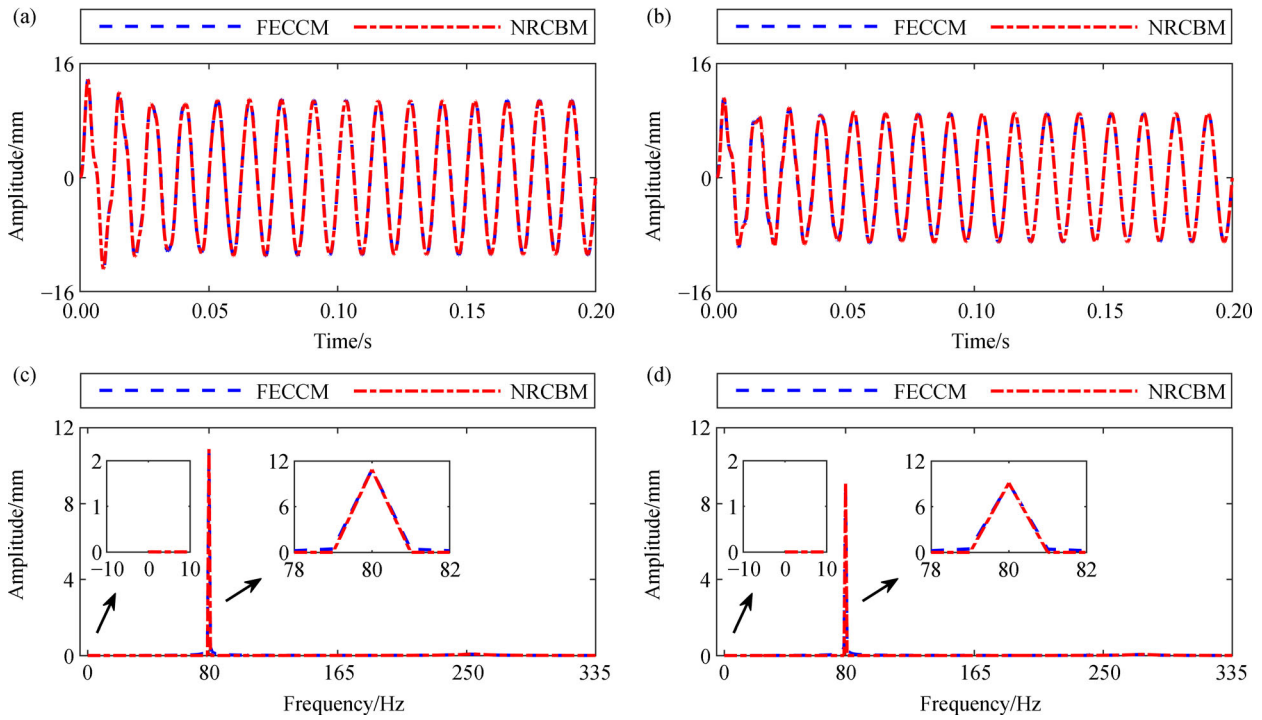 (a)
FECCM NRCBM
16
0
−16
Amplitude/mm
0.00 0.05 0.10 0.15 0.20
Time/s
(b)
FECCM NRCBM
16
0
−16
Amplitude/mm
0.00 0.05 0.10 0.15 0.20
Time/s
(c)
FECCM NRCBM
12
8
4
0
Amplitude/mm
2
1
0
−10 0 10
12
6
0
78 80 82
0 80 165 250 335
Frequency/Hz
(d)
FECCM NRCBM
12
8
4
0
Amplitude/mm
2
1
0
−10 0 10
12
6
0
78 80 82
0 80 165 250 335
Frequency/Hz